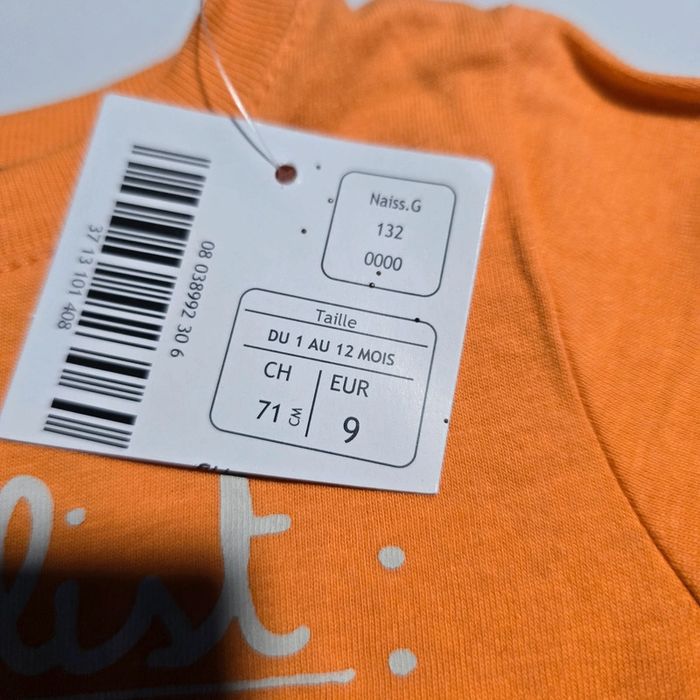 Naiss.G
132
0000
Taille
DU 1 AU 12 MOIS
CH EUR
71 CM 9
08 038992 30 6
37 13 101 408
list :